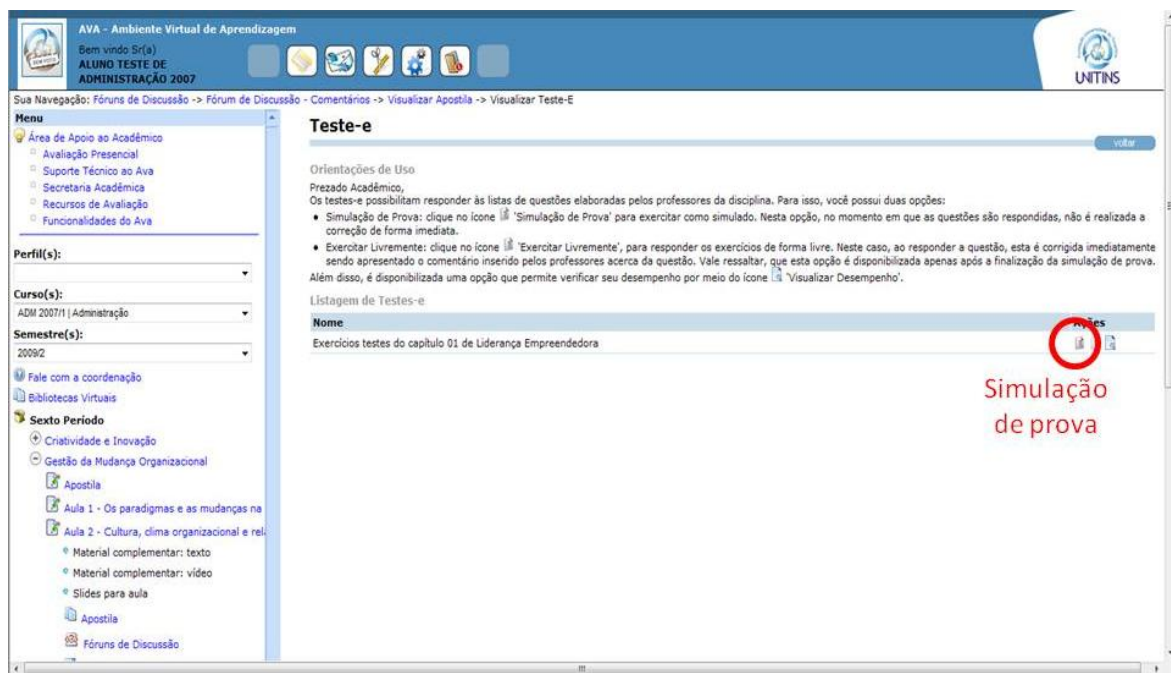 AVA - Ambiente Virtual de Aprendizagem
Bem vindo Sr(a)
ALUNO TESTE DE
ADMINISTRAÇÃO 2007
UNITINS
Sua Navegação: Fóruns de Discussão -> Fórum de Discussão - Comentários -> Visualizar Apostila -> Visualizar Teste-E
Menu
Área de Apoio ao Acadêmico
Avaliação Presencial
Suporte Técnico ao Ava
Secretaria Acadêmica
Recursos de Avaliação
Funcionalidades do Ava
Perfil(s):
Curso(s):
ADM 2007/1 | Administração
Semestre(s):
2009/2
Fale com a coordenação
Bibliotecas Virtuais
Sexto Período
Criatividade e Inovação
Gestão da Mudança Organizacional
Apostila
Aula 1 - Os paradigmas e as mudanças na
Aula 2 - Cultura, clima organizacional e rel
Material complementar: texto
Material complementar: vídeo
Slides para aula
Apostila
Fóruns de Discussão
Teste-e
voltar
Orientações de Uso
Prezado Acadêmico,
Os testes-e possibilitam responder às listas de questões elaboradas pelos professores da disciplina. Para isso, você possui duas opções:
Simulação de Prova: clique no ícone 'Simulação de Prova' para exercitar como simulado. Nesta opção, no momento em que as questões são respondidas, não é realizada a
correção de forma imediata.
Exercitar Livremente: clique no ícone 'Exercitar Livremente', para responder os exercícios de forma livre. Neste caso, ao responder a questão, esta é corrigida imediatamente
sendo apresentado o comentário inserido pelos professores acerca da questão. Vale ressaltar, que esta opção é disponibilizada apenas após a finalização da simulação de prova.
Além disso, é disponibilizada uma opção que permite verificar seu desempenho por meio do ícone 'Visualizar Desempenho'.
Listagem de Testes-e
Nome Ações
Exercícios testes do capítulo 01 de Liderança Empreendedora
Simulação
de prova